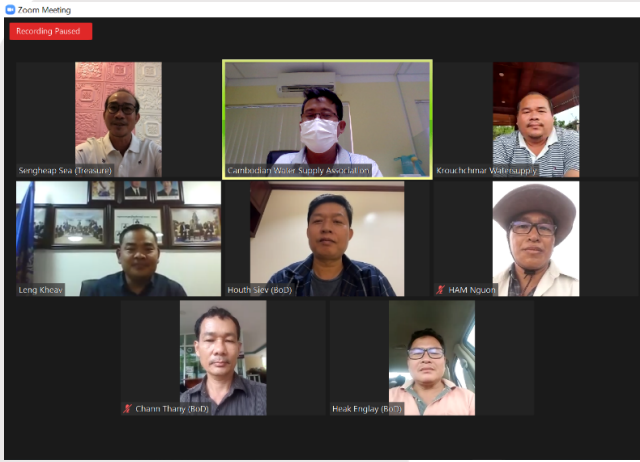 Zoom Meeting
Recording Paused
Sengheap Sea (Treasure)
Cambodian Water Supply Association
Krouchchmar Watersupply
Leng Kheav
Houth Siev (BoD)
HAM Nguon
Chann Thany (BoD)
Heak Englay (BoD)